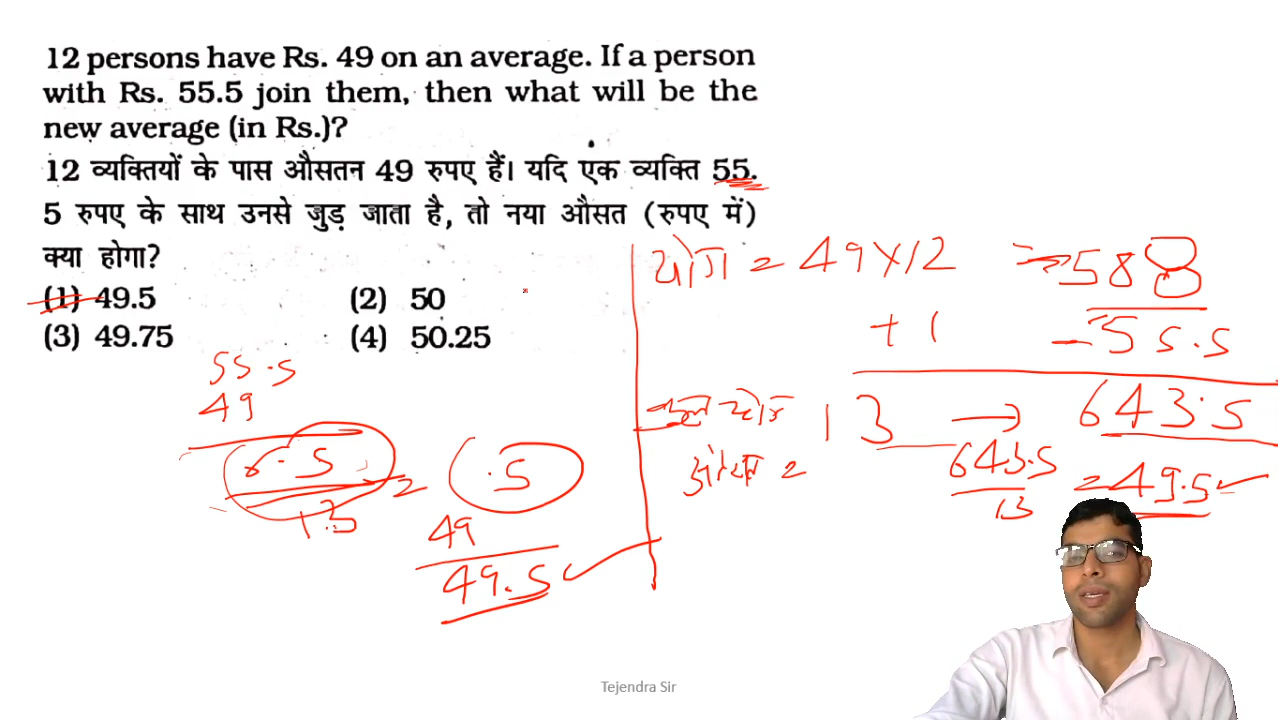 12 persons have Rs. 49 on an average. If a person
with Rs. 55.5 join them, then what will be the
new average (in Rs.)?
12 व्यक्तियों के पास औसतन 49 रुपए हैं। यदि एक व्यक्ति 55.
5 रुपए के साथ उनसे जुड़ जाता है, तो नया औसत (रुपए में)
क्या होगा?
(1) 49.5 (2) 50
(3) 49.75 (4) 50.25
55.5
49
.5
13
= .5
49
49.5
योग = 49×12 → 588
+ 1 55.5
कुल योग 13 → 643.5
= 643.5
13
= 49.5
Tejendra Sir